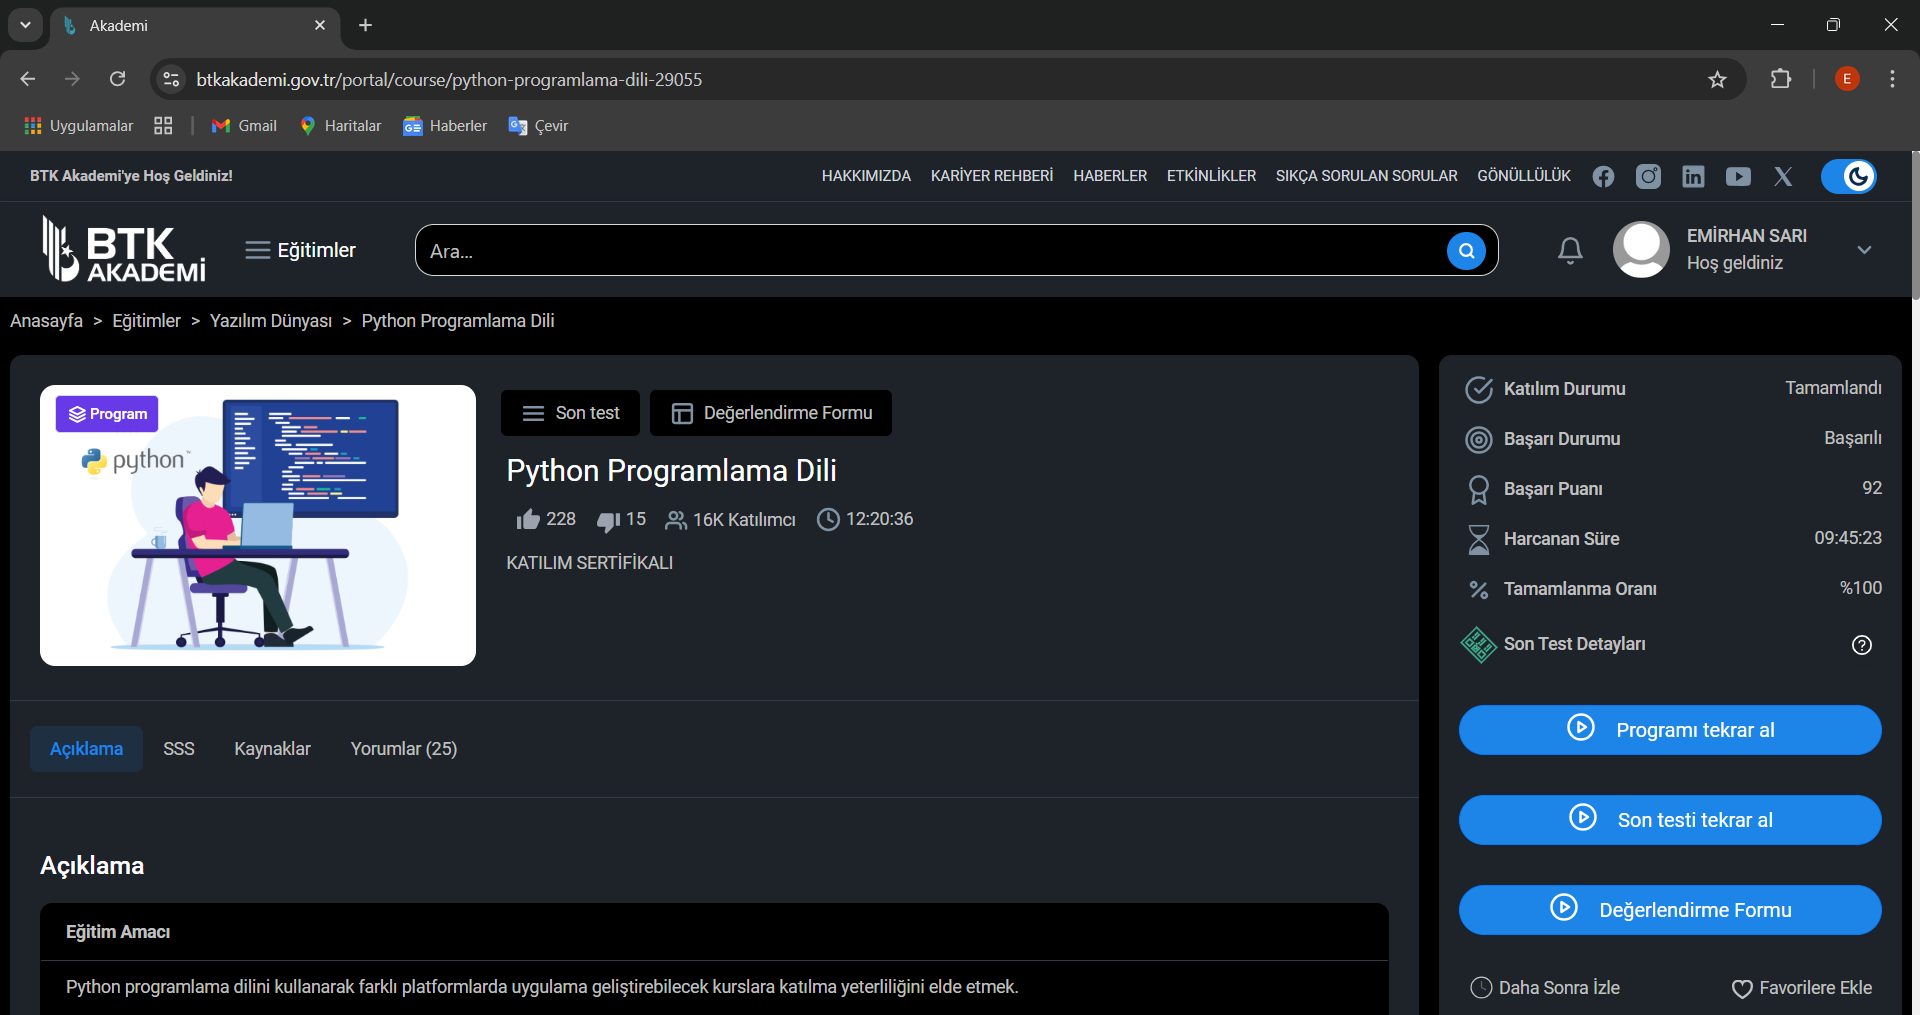 Akademi
btkakademi.gov.tr/portal/course/python-programlama-dili-29055
E
Uygulamalar
Gmail
Haritalar
Haberler
Çevir
BTK Akademi'ye Hoş Geldiniz!
HAKKIMIZDA
KARİYER REHBERİ
HABERLER
ETKİNLİKLER
SIKÇA SORULAN SORULAR
GÖNÜLLÜLÜK
BTK
AKADEMİ
Eğitimler
Ara...
EMİRHAN SARI
Hoş geldiniz
Anasayfa > Eğitimler > Yazılım Dünyası > Python Programlama Dili
Program
python™
Son test
Değerlendirme Formu
Python Programlama Dili
228
15
16K Katılımcı
12:20:36
KATILIM SERTİFİKALI
Açıklama
SSS
Kaynaklar
Yorumlar (25)
Açıklama
Eğitim Amacı
Python programlama dilini kullanarak farklı platformlarda uygulama geliştirebilecek kurslara katılma yeterliliğini elde etmek.
Katılım Durumu
Tamamlandı
Başarı Durumu
Başarılı
Başarı Puanı
92
Harcanan Süre
09:45:23
Tamamlanma Oranı
%100
Son Test Detayları
Programı tekrar al
Son testi tekrar al
Değerlendirme Formu
Daha Sonra İzle
Favorilere Ekle